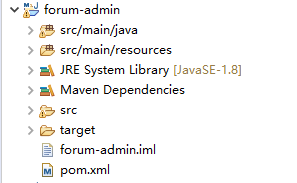 forum-admin
src/main/java
src/main/resources
JRE System Library [JavaSE-1.8]
Maven Dependencies
src
target
forum-admin.iml
pom.xml